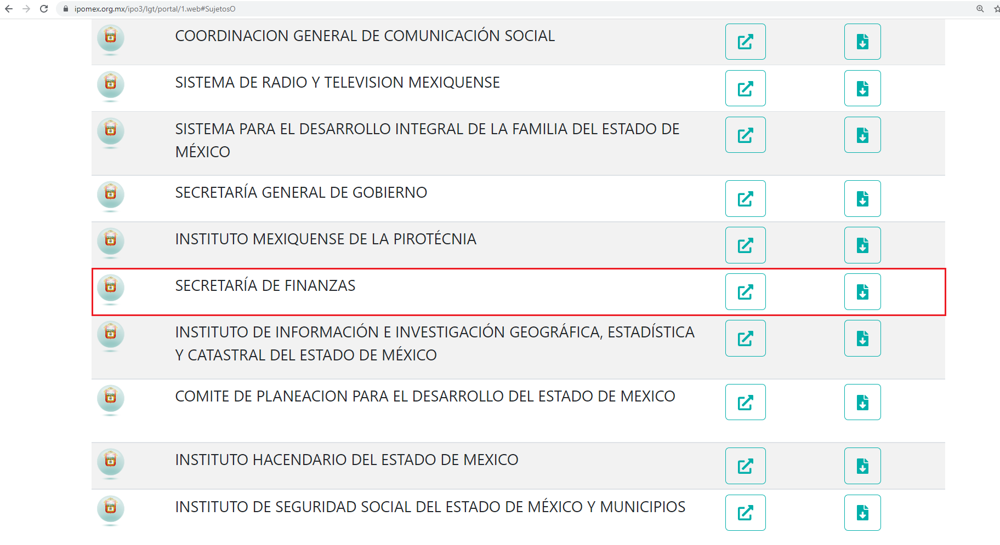 ipomex.org.mx/ipo3/lgt/portal/1.web#SujetosO
COORDINACION GENERAL DE COMUNICACIÓN SOCIAL
SISTEMA DE RADIO Y TELEVISION MEXIQUENSE
SISTEMA PARA EL DESARROLLO INTEGRAL DE LA FAMILIA DEL ESTADO DE
MÉXICO
SECRETARÍA GENERAL DE GOBIERNO
INSTITUTO MEXIQUENSE DE LA PIROTÉCNIA
SECRETARÍA DE FINANZAS
INSTITUTO DE INFORMACIÓN E INVESTIGACIÓN GEOGRÁFICA, ESTADÍSTICA
Y CATASTRAL DEL ESTADO DE MÉXICO
COMITE DE PLANEACION PARA EL DESARROLLO DEL ESTADO DE MEXICO
INSTITUTO HACENDARIO DEL ESTADO DE MEXICO
INSTITUTO DE SEGURIDAD SOCIAL DEL ESTADO DE MÉXICO Y MUNICIPIOS